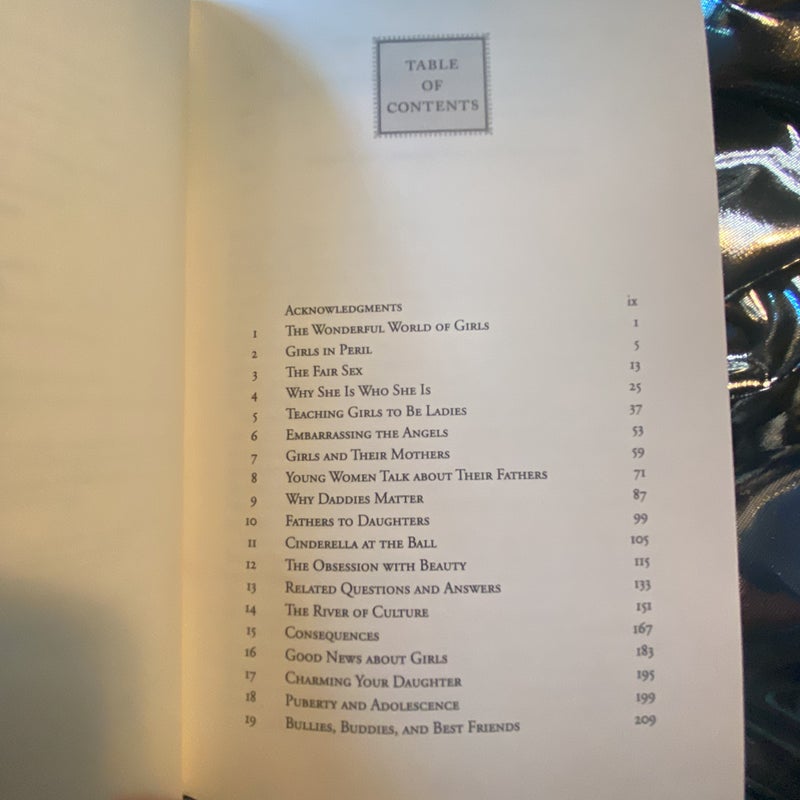 TABLE
OF
CONTENTS
ACKNOWLEDGMENTS ix
1 THE WONDERFUL WORLD OF GIRLS 1
2 GIRLS IN PERIL 5
3 THE FAIR SEX 13
4 WHY SHE IS WHO SHE IS 25
5 TEACHING GIRLS TO BE LADIES 37
6 EMBARRASSING THE ANGELS 53
7 GIRLS AND THEIR MOTHERS 59
8 YOUNG WOMEN TALK ABOUT THEIR FATHERS 71
9 WHY DADDIES MATTER 87
10 FATHERS TO DAUGHTERS 99
11 CINDERELLA AT THE BALL 105
12 THE OBSESSION WITH BEAUTY 115
13 RELATED QUESTIONS AND ANSWERS 133
14 THE RIVER OF CULTURE 151
15 CONSEQUENCES 167
16 GOOD NEWS ABOUT GIRLS 183
17 CHARMING YOUR DAUGHTER 195
18 PUBERTY AND ADOLESCENCE 199
19 BULLIES, BUDDIES, AND BEST FRIENDS 209